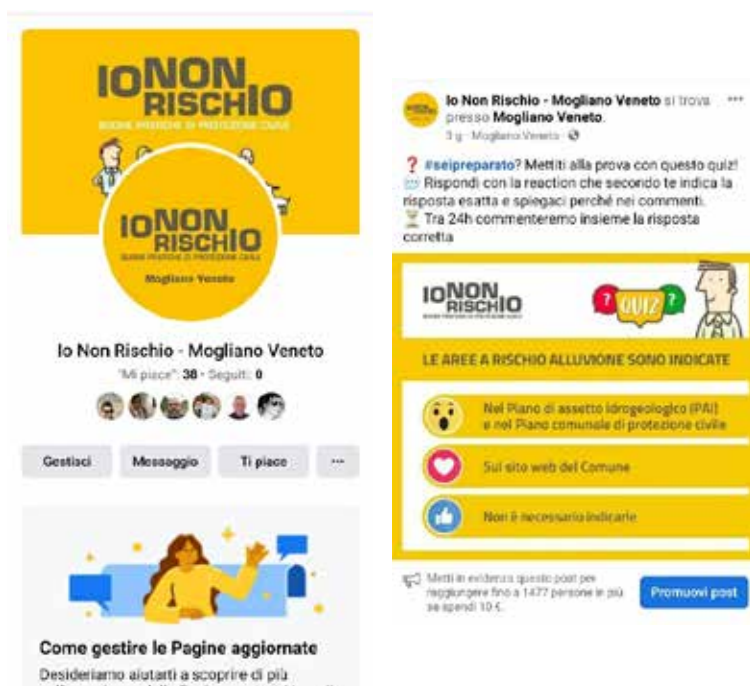 IO NON
RISCHIO
BUONE PRATICHE DI PROTEZIONE CIVILE
IO NON
RISCHIO
BUONE PRATICHE DI PROTEZIONE CIVILE
Mogliano Veneto
Io Non Rischio - Mogliano Veneto
"Mi piace": 38 · Seguiti: 0
Gestisci
Messaggio
Ti piace
Come gestire le Pagine aggiornate
Desideriamo aiutarti a scoprire di più
Io Non Rischio - Mogliano Veneto si trova
presso Mogliano Veneto.
3 g · Mogliano Veneto ·
❓ #seipreparato? Mettiti alla prova con questo quiz!
Rispondi con la reaction che secondo te indica la
risposta esatta e spiegaci perché nei commenti.
⏳ Tra 24h commenteremo insieme la risposta
corretta
IO NON
RISCHIO
? QUIZ ?
LE AREE A RISCHIO ALLUVIONE SONO INDICATE
Nel Piano di assetto idrogeologico (PAI)
e nel Piano comunale di protezione civile
Sul sito web del Comune
Non è necessario indicarle
Metti in evidenza questo post per
raggiungere fino a 1477 persone in più
se spendi 10 €.
Promuovi post